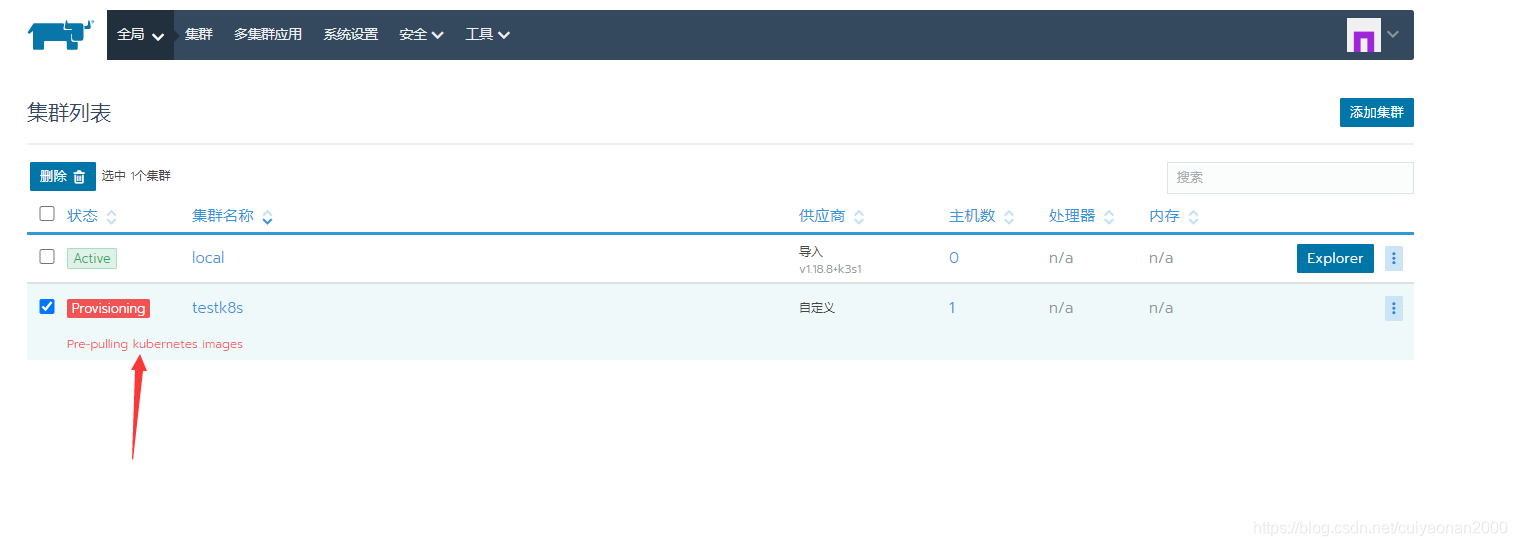 全局 集群 多集群应用 系统设置 安全 工具
集群列表 添加集群
删除 选中 1个集群 搜索
状态 集群名称 供应商 主机数 处理器 内存
Active local 导入 0 n/a n/a Explorer
v1.18.8+k3s1
Provisioning testk8s 自定义 1 n/a n/a
Pre-pulling kubernetes images
https://blog.csdn.net/cuiyaonan2000